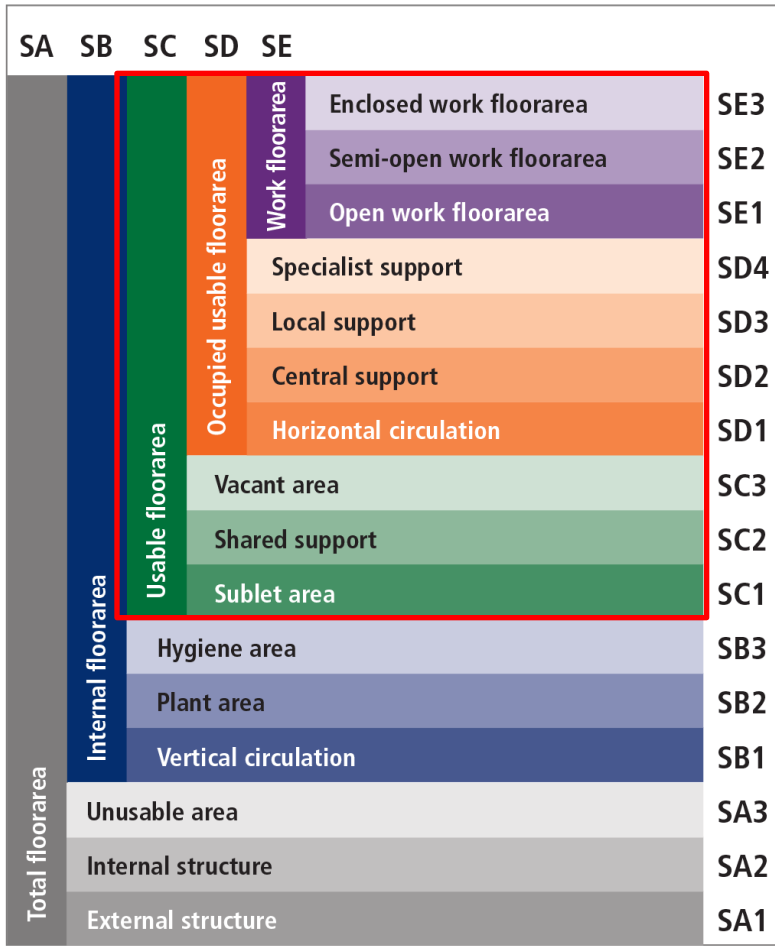 SA SB SC SD SE
Enclosed work floorarea SE3
Semi-open work floorarea SE2
Open work floorarea SE1
Work floorarea
Specialist support SD4
Local support SD3
Central support SD2
Horizontal circulation SD1
Occupied usable floorarea
Vacant area SC3
Shared support SC2
Sublet area SC1
Usable floorarea
Hygiene area SB3
Plant area SB2
Vertical circulation SB1
Internal floorarea
Unusable area SA3
Internal structure SA2
External structure SA1
Total floorarea